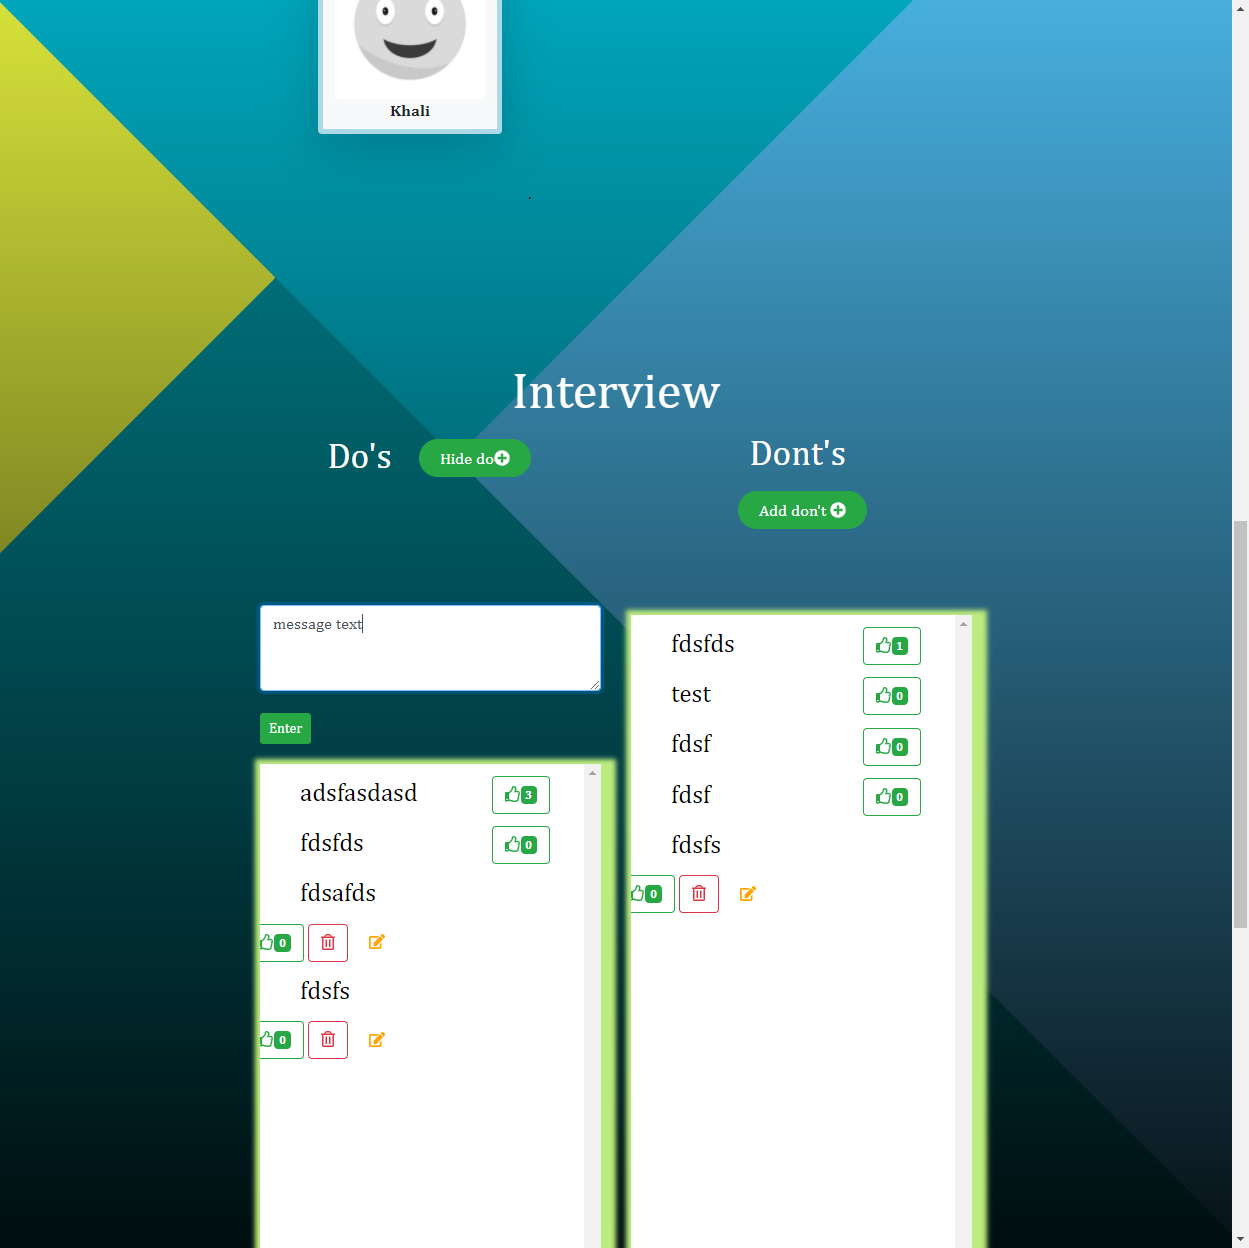 Khali
Interview
Do's
Hide do
Dont's
Add don't
message text
Enter
adsfasdasd
3
fdsfds
0
fdsafds
0
fdsfs
0
fdsfds
1
test
0
fdsf
0
fdsf
0
fdsfs
0